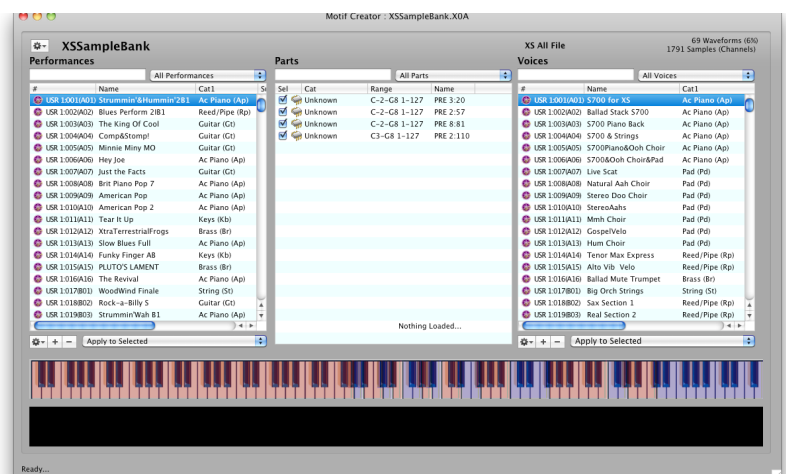 Motif Creator : XSSampleBank.X0A
XSSampleBank
XS All File
69 Waveforms (6%)
1791 Samples (Channels)
Performances
All Performances
# Name Cat1
USR 1:001(A01) Strummin'&Hummin'2B1 Ac Piano (Ap)
USR 1:002(A02) Blues Perform 2IB1 Reed/Pipe (Rp)
USR 1:003(A03) The King Of Cool Guitar (Gt)
USR 1:004(A04) Comp&Stomp! Guitar (Gt)
USR 1:005(A05) Minnie Miny MO Guitar (Gt)
USR 1:006(A06) Hey Joe Ac Piano (Ap)
USR 1:007(A07) Just the Facts Guitar (Gt)
USR 1:008(A08) Brit Piano Pop 7 Ac Piano (Ap)
USR 1:009(A09) American Pop Ac Piano (Ap)
USR 1:010(A10) American Pop 2 Ac Piano (Ap)
USR 1:011(A11) Tear It Up Keys (Kb)
USR 1:012(A12) XtraTerrestrialFrogs Brass (Br)
USR 1:013(A13) Slow Blues Full Ac Piano (Ap)
USR 1:014(A14) Funky Finger AB Keys (Kb)
USR 1:015(A15) PLUTO'S LAMENT Brass (Br)
USR 1:016(A16) The Revival Ac Piano (Ap)
USR 1:017(B01) WoodWind Finale String (St)
USR 1:018(B02) Rock-a-Billy S Guitar (Gt)
USR 1:019(B03) Strummin'Wah B1 Ac Piano (Ap)
+ − Apply to Selected
Parts
All Parts
Sel Cat Range Name
Unknown C-2-G8 1-127 PRE 3:20
Unknown C-2-G8 1-127 PRE 2:57
Unknown C-2-G8 1-127 PRE 8:81
Unknown C3-G8 1-127 PRE 2:110
Nothing Loaded...
Voices
All Voices
# Name Cat1
USR 1:001(A01) S700 for XS Ac Piano (Ap)
USR 1:002(A02) Ballad Stack S700 Ac Piano (Ap)
USR 1:003(A03) S700 Piano Back Ac Piano (Ap)
USR 1:004(A04) S700 & Strings Ac Piano (Ap)
USR 1:005(A05) S700Piano&Ooh Choir Ac Piano (Ap)
USR 1:006(A06) S700&Ooh Choir&Pad Ac Piano (Ap)
USR 1:007(A07) Live Scat Pad (Pd)
USR 1:008(A08) Natural Aah Choir Pad (Pd)
USR 1:009(A09) Stereo Doo Choir Pad (Pd)
USR 1:010(A10) StereoAahs Pad (Pd)
USR 1:011(A11) Mmh Choir Pad (Pd)
USR 1:012(A12) GospelVelo Pad (Pd)
USR 1:013(A13) Hum Choir Pad (Pd)
USR 1:014(A14) Tenor Max Express Reed/Pipe (Rp)
USR 1:015(A15) Alto Vib Velo Reed/Pipe (Rp)
USR 1:016(A16) Ballad Mute Trumpet Brass (Br)
USR 1:017(B01) Big Orch Strings String (St)
USR 1:018(B02) Sax Section 1 Reed/Pipe (Rp)
USR 1:019(B03) Real Section 2 Reed/Pipe (Rp)
+ − Apply to Selected
Ready...